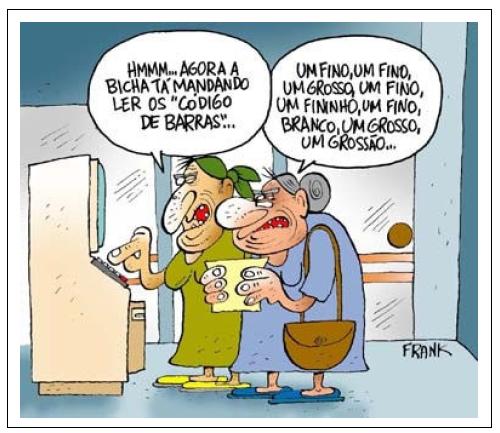 HMMM... AGORA A
BICHA TÁ MANDANDO
LER OS "CÓDIGO
DE BARRAS"...
UM FINO, UM FINO,
UM GROSSO, UM FINO,
UM FININHO, UM FINO,
BRANCO, UM GROSSO,
UM GROSSÃO...
FRANK